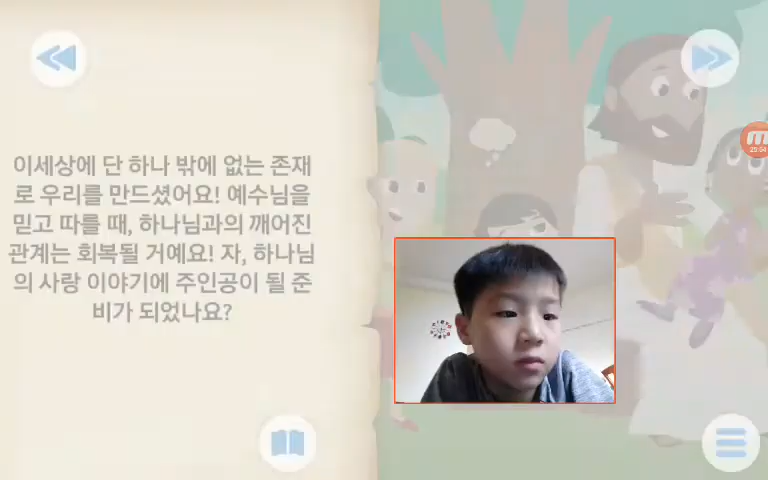 이세상에 단 하나 밖에 없는 존재
로 우리를 만드셨어요! 예수님을
믿고 따를 때, 하나님과의 깨어진
관계는 회복될 거예요! 자, 하나님
의 사랑 이야기에 주인공이 될 준
비가 되었나요?
25:54